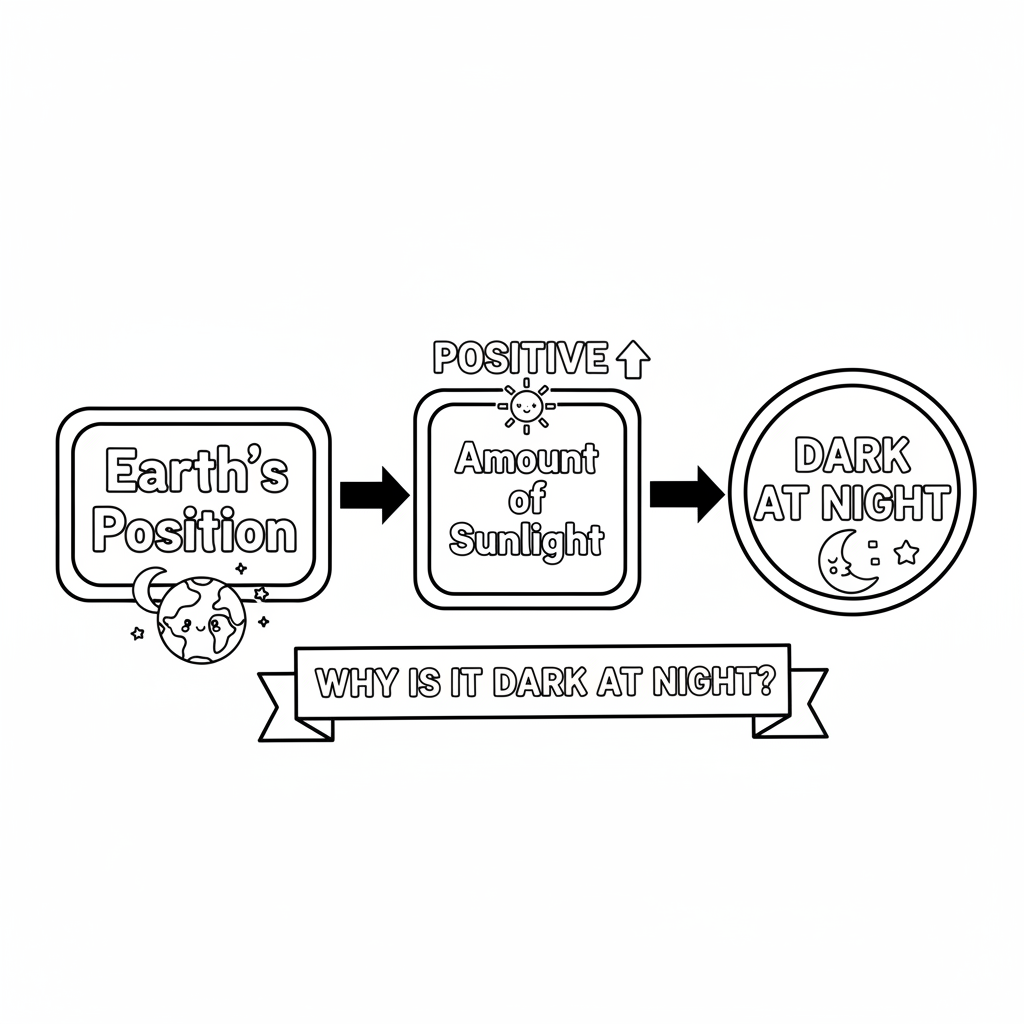 POSITIVE
Earth's
Position
Amount
of
Sunlight
DARK
AT NIGHT
WHY IS IT DARK AT NIGHT?